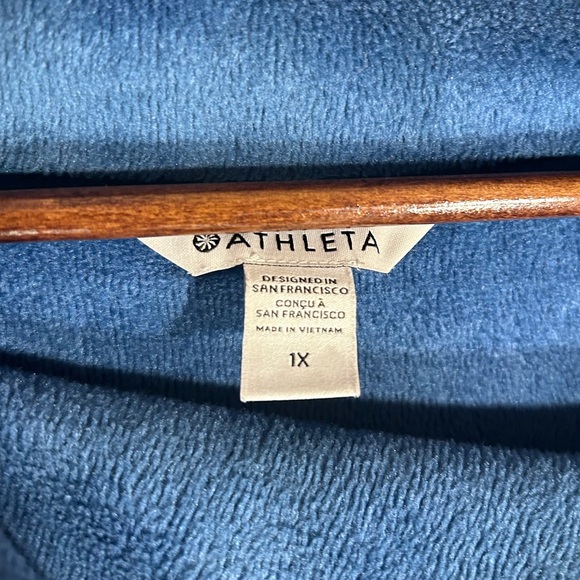 ATHLETA
DESIGNED IN
SAN FRANCISCO
CONÇU À
SAN FRANCISCO
MADE IN VIETNAM
1X